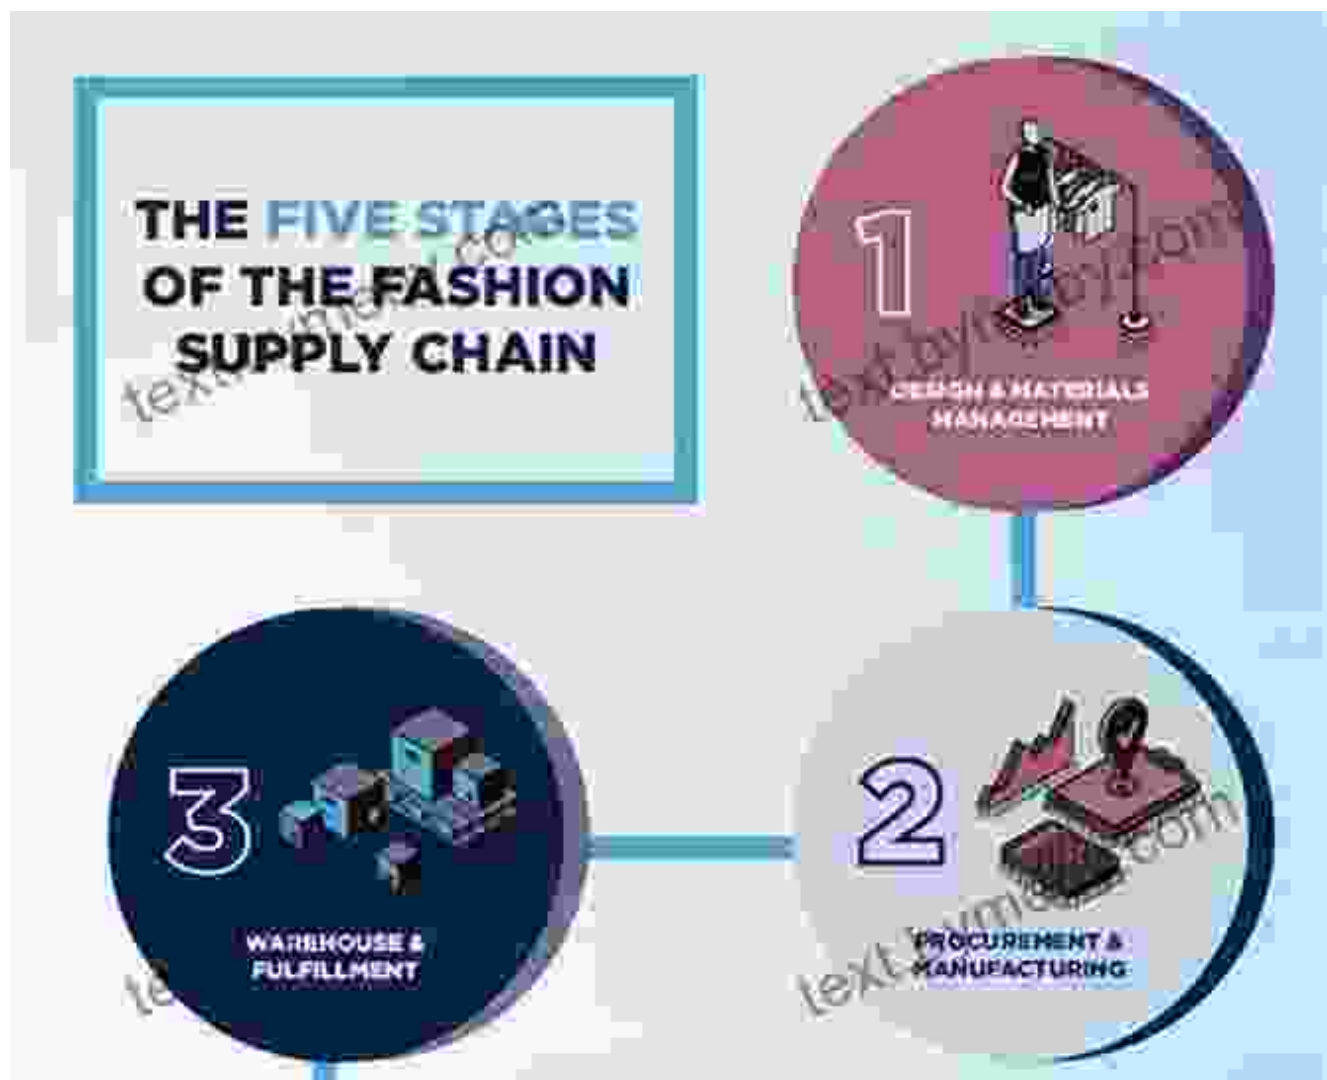 THE FIVE STAGES
OF THE FASHION
SUPPLY CHAIN
1
DESIGN & MATERIALS
MANAGEMENT
3
WAREHOUSE &
FULFILLMENT
2
PROCUREMENT &
MANUFACTURING